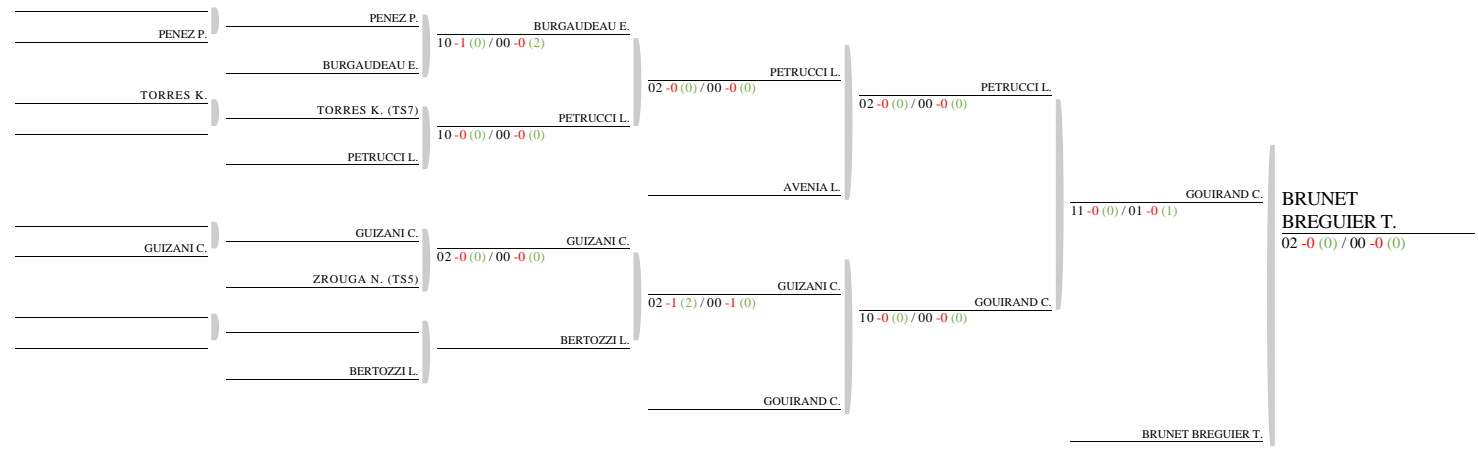 PENEZ P.
TORRES K.
GUIZANI C.
PENEZ P.
BURGAUDEAU E.
TORRES K. (TS7)
PETRUCCI L.
GUIZANI C.
ZROUGA N. (TS5)
BERTOZZI L.
BURGAUDEAU E.
10 -1 (0) / 00 -0 (2)
PETRUCCI L.
10 -0 (0) / 00 -0 (0)
GUIZANI C.
02 -0 (0) / 00 -0 (0)
BERTOZZI L.
PETRUCCI L.
02 -0 (0) / 00 -0 (0)
AVENIA L.
GUIZANI C.
02 -1 (2) / 00 -1 (0)
GOUIRAND C.
PETRUCCI L.
02 -0 (0) / 00 -0 (0)
GOUIRAND C.
10 -0 (0) / 00 -0 (0)
GOUIRAND C.
11 -0 (0) / 01 -0 (1)
BRUNET BREGUIER T.
BRUNET
BREGUIER T.
02 -0 (0) / 00 -0 (0)